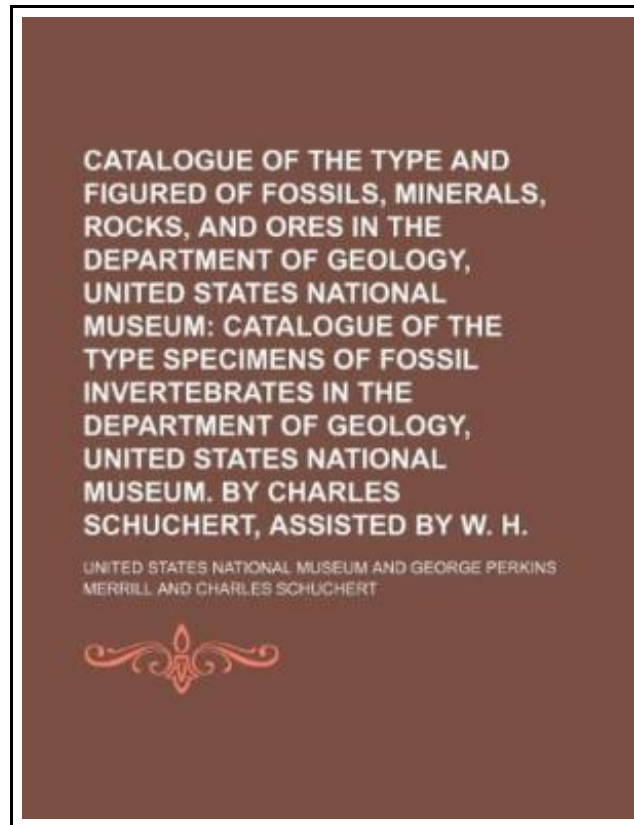 CATALOGUE OF THE TYPE AND
FIGURED OF FOSSILS, MINERALS,
ROCKS, AND ORES IN THE
DEPARTMENT OF GEOLOGY,
UNITED STATES NATIONAL
MUSEUM: CATALOGUE OF THE
TYPE SPECIMENS OF FOSSIL
INVERTEBRATES IN THE
DEPARTMENT OF GEOLOGY,
UNITED STATES NATIONAL
MUSEUM. BY CHARLES
SCHUCHERT, ASSISTED BY W. H.
UNITED STATES NATIONAL MUSEUM AND GEORGE PERKINS
MERRILL AND CHARLES SCHUCHERT